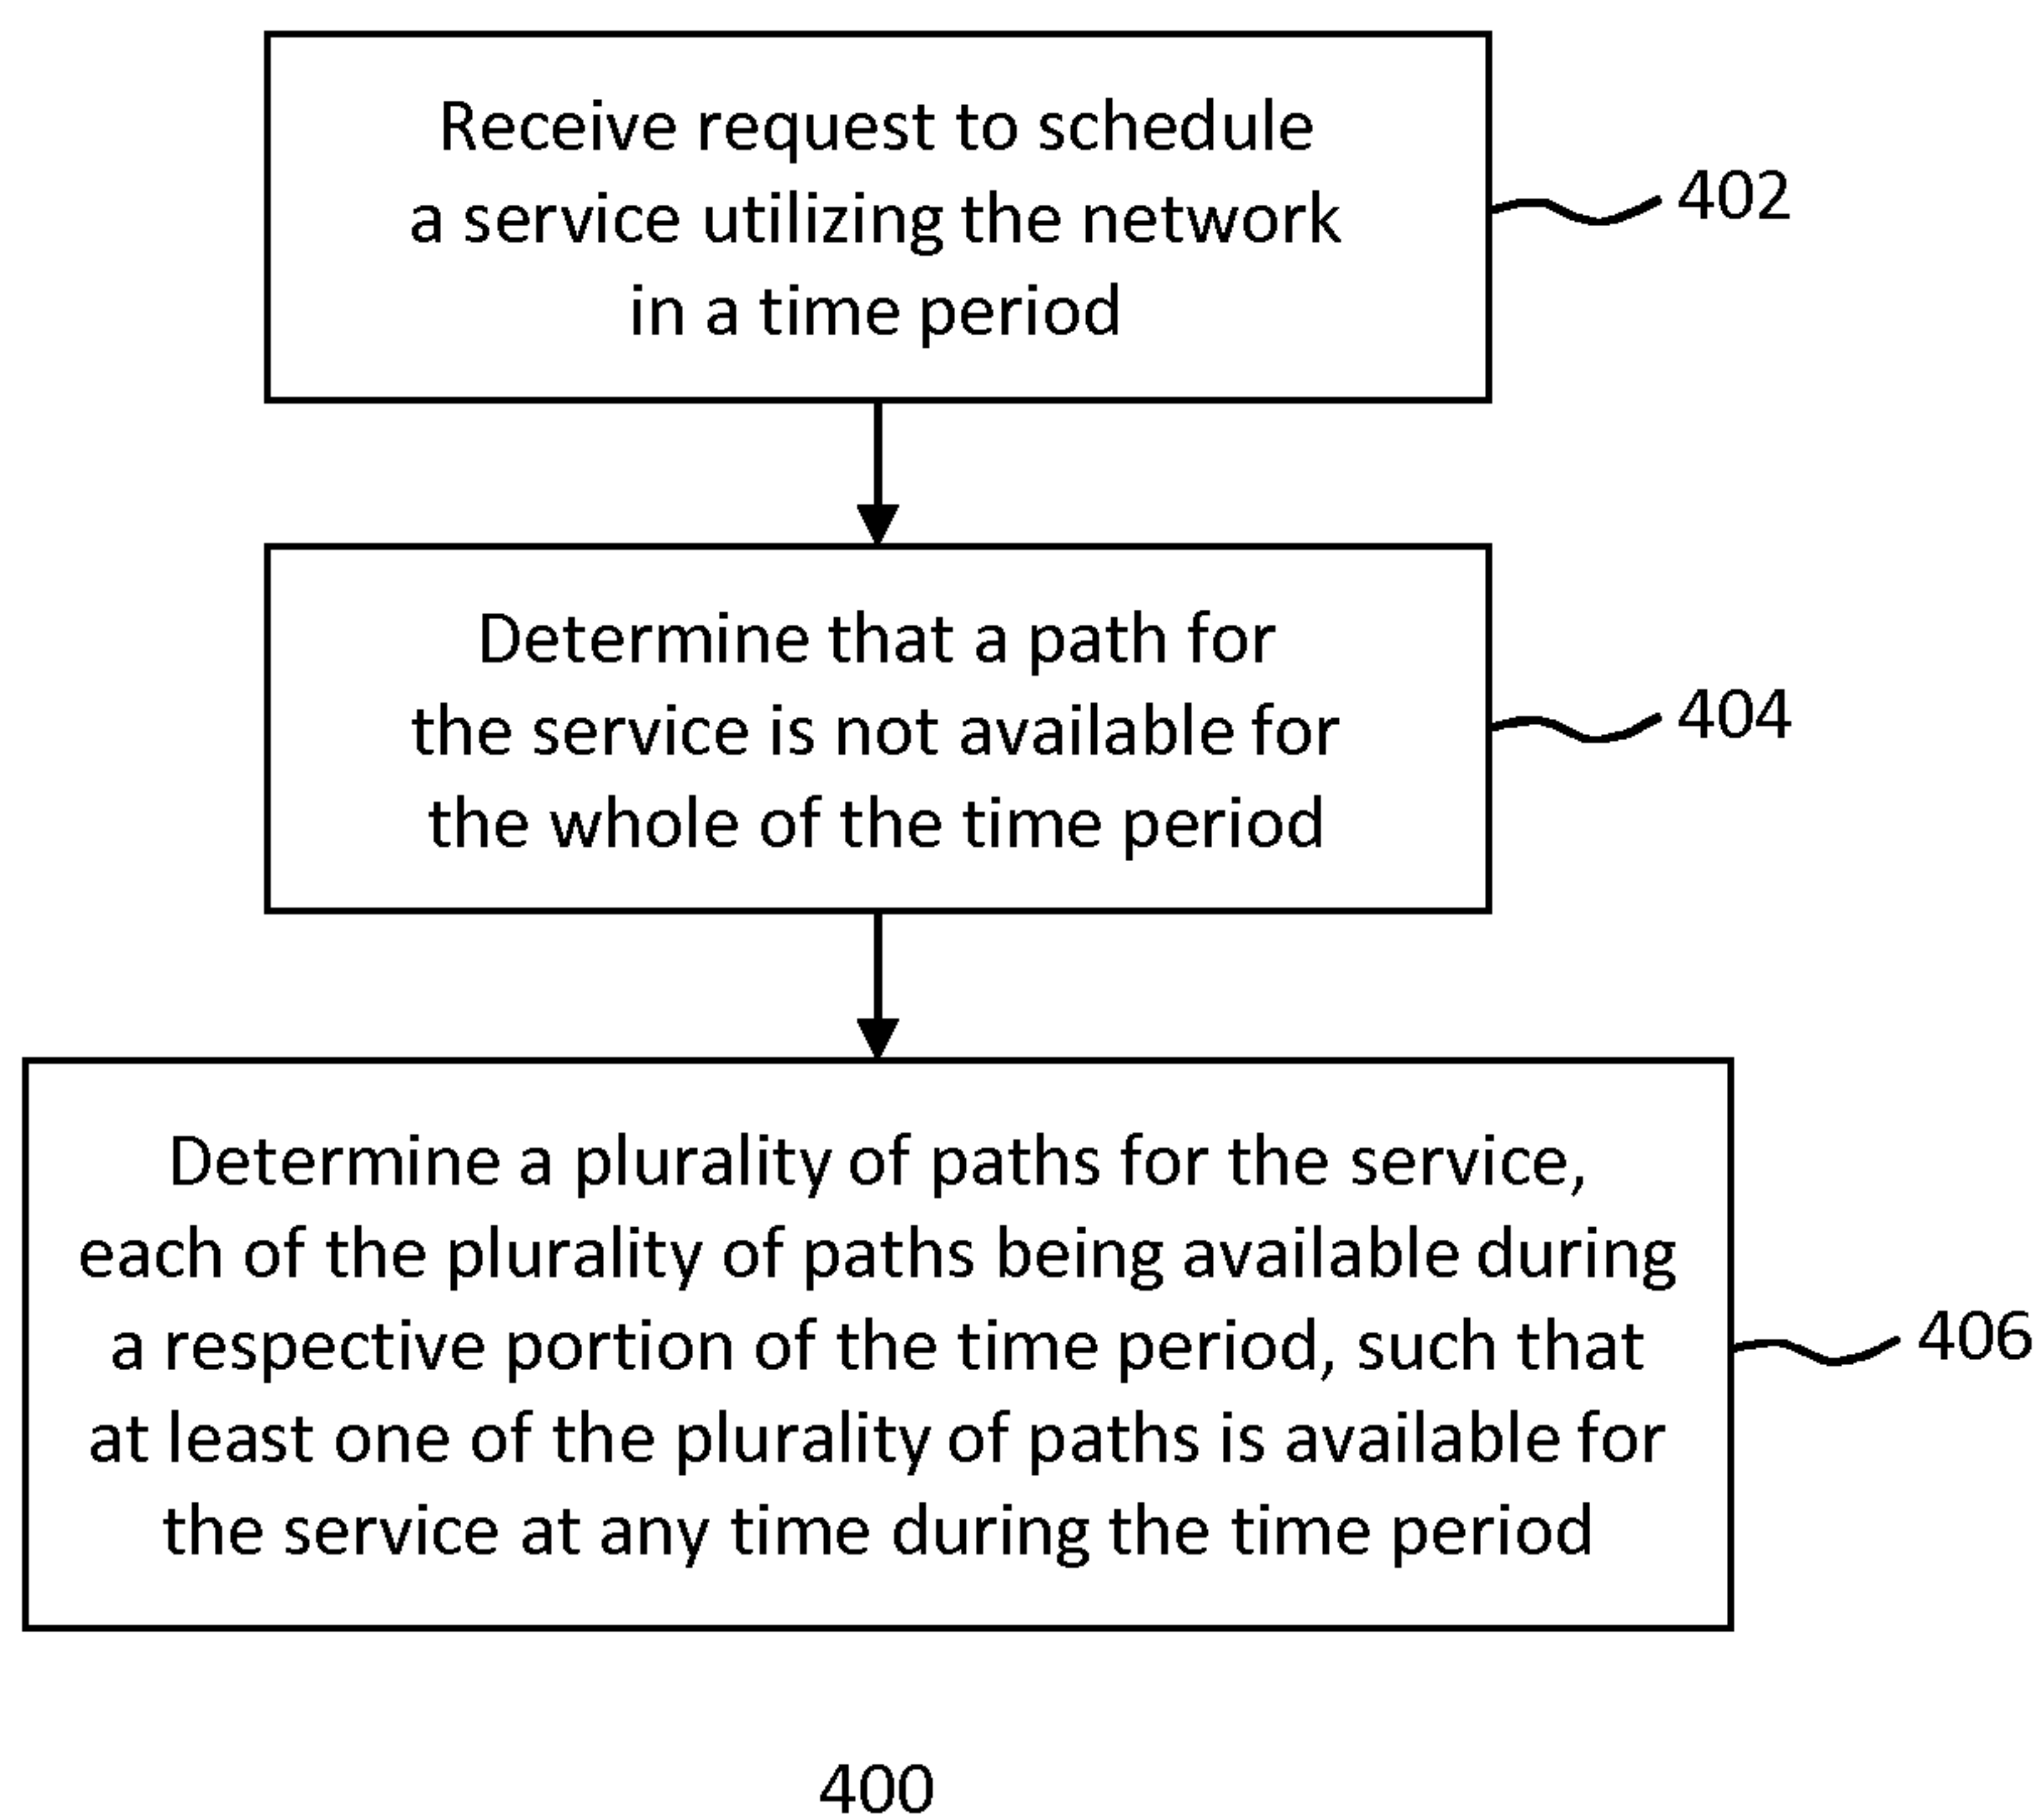 Receive request to schedule
a service utilizing the network
in a time period
402
Determine that a path for
the service is not available for
the whole of the time period
404
Determine a plurality of paths for the service,
each of the plurality of paths being available during
a respective portion of the time period, such that
at least one of the plurality of paths is available for
the service at any time during the time period
406
400